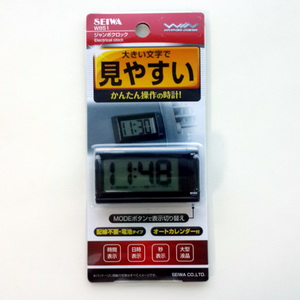 SEIWA
WB51
ジャンボクロック
Electrical clock
大きい文字で
見やすい
かんたん操作の時計!
11:48
MODEボタンで表示切り替え
配線不要・電池タイプ
オートカレンダー付
時間
表示
日時
表示
秒
表示
大型
液晶
SEIWA CO.,LTD.